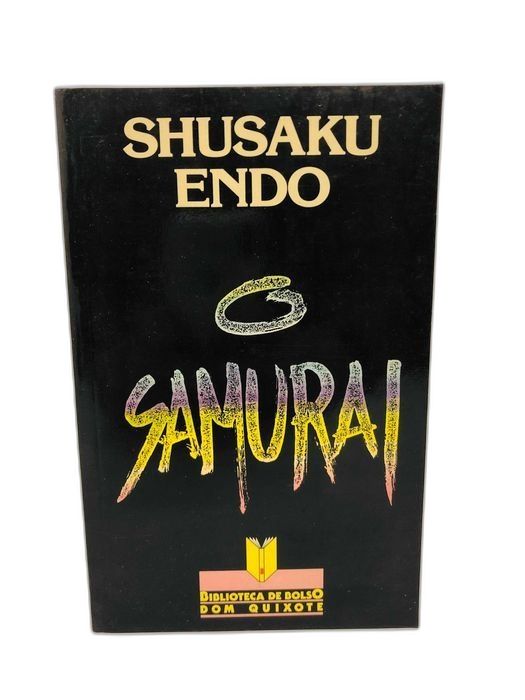 SHUSAKU
ENDO
O
SAMURAI
BIBLIOTECA DE BOLSO
DOM QUIXOTE